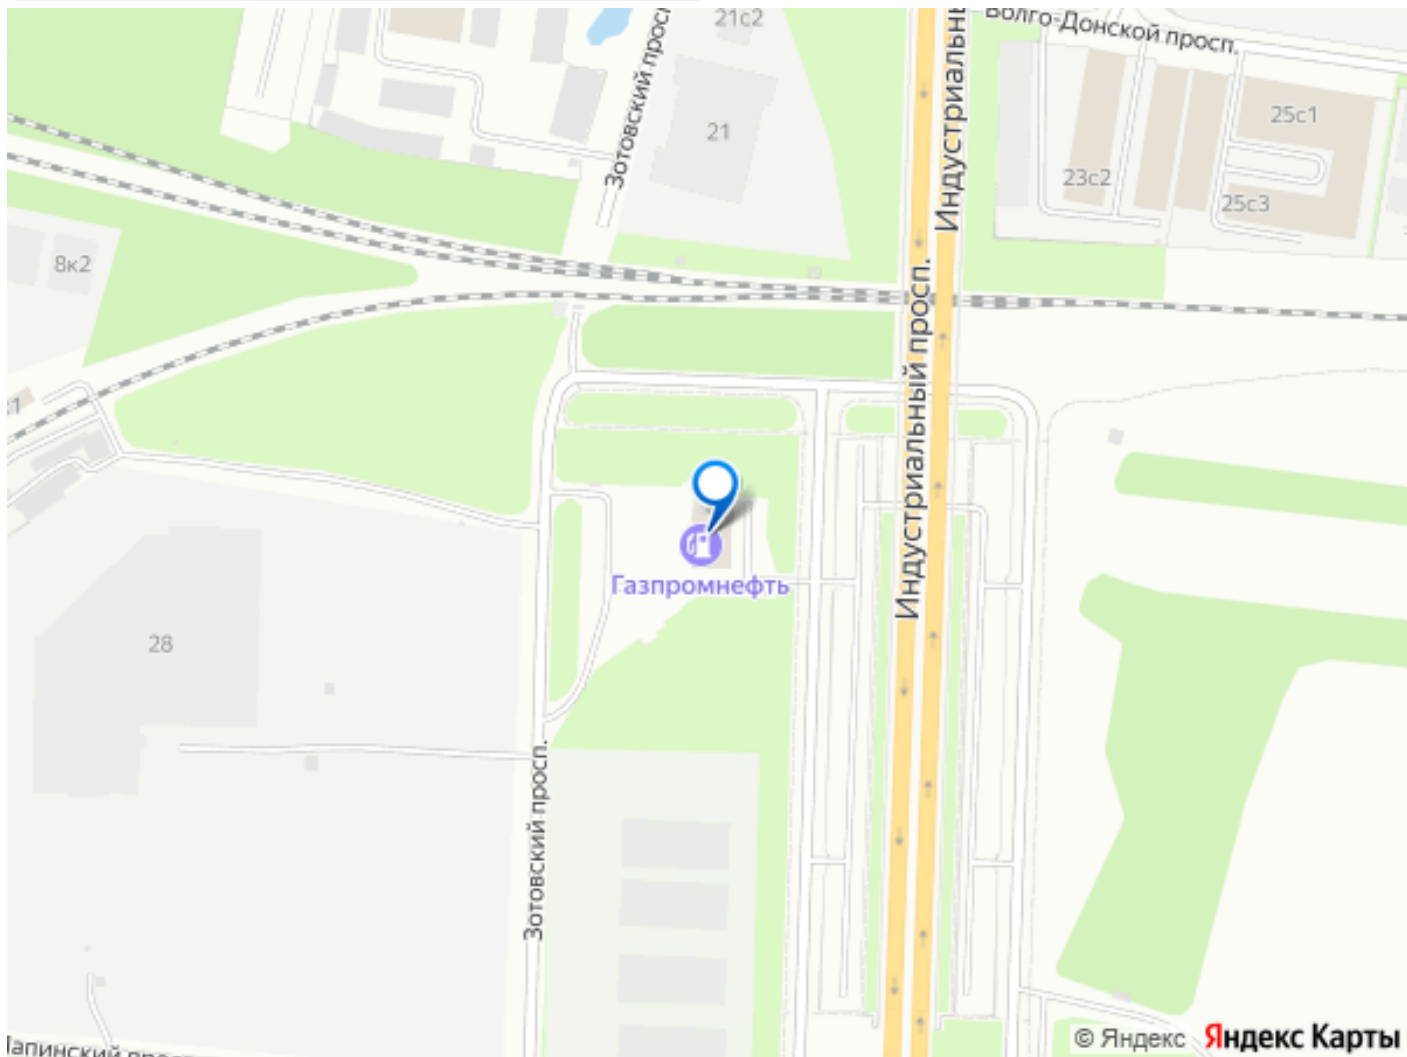 21с2
Волго-Донской просп.
Зотовский просп
Индустриальны
25с1
21
23с2
25с3
8к2
Индустриальный просп.
Газпромнефть
28
Зотовский просп.
© Яндекс Яндекс Карты